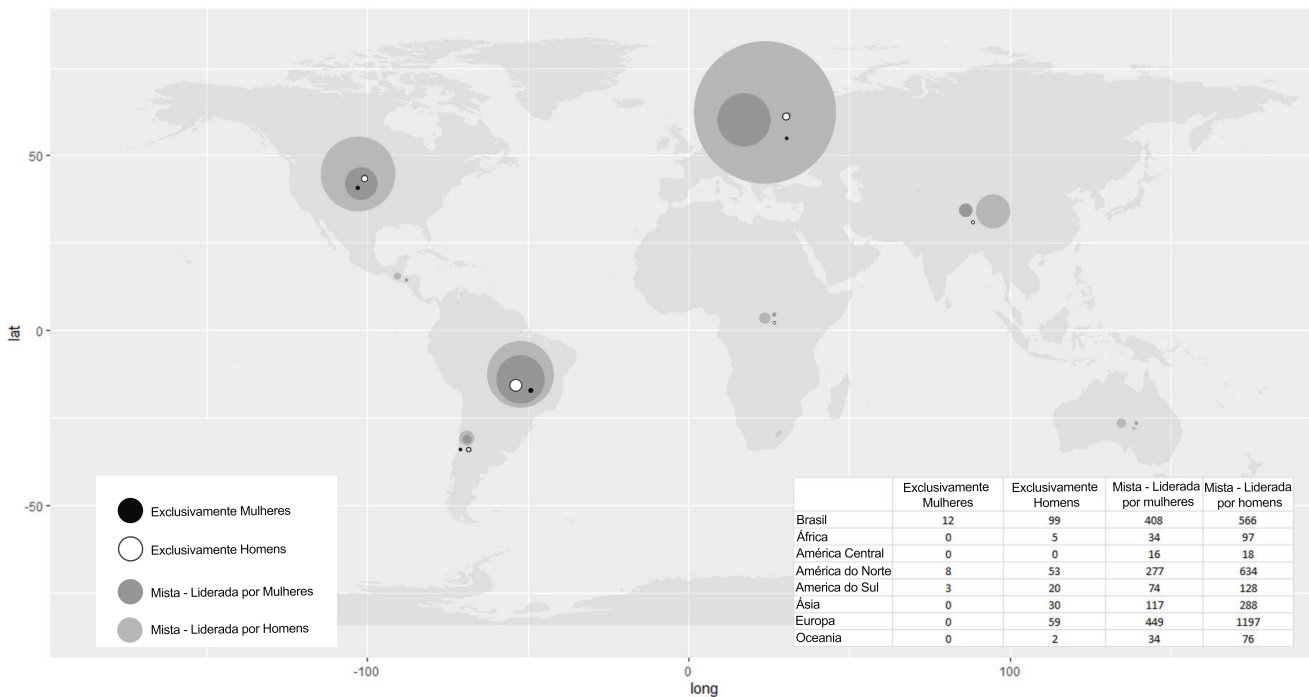 50
0
-50
lat
-100
0
100
long
Exclusivamente Mulheres
Exclusivamente Homens
Mista - Liderada por Mulheres
Mista - Liderada por Homens
Exclusivamente Mulheres Exclusivamente Homens Mista - Liderada por mulheres Mista - Liderada por homens
Brasil 12 99 408 566
África 0 5 34 97
América Central 0 0 16 18
América do Norte 8 53 277 634
America do Sul 3 20 74 128
Ásia 0 30 117 288
Europa 0 59 449 1197
Oceania 0 2 34 76